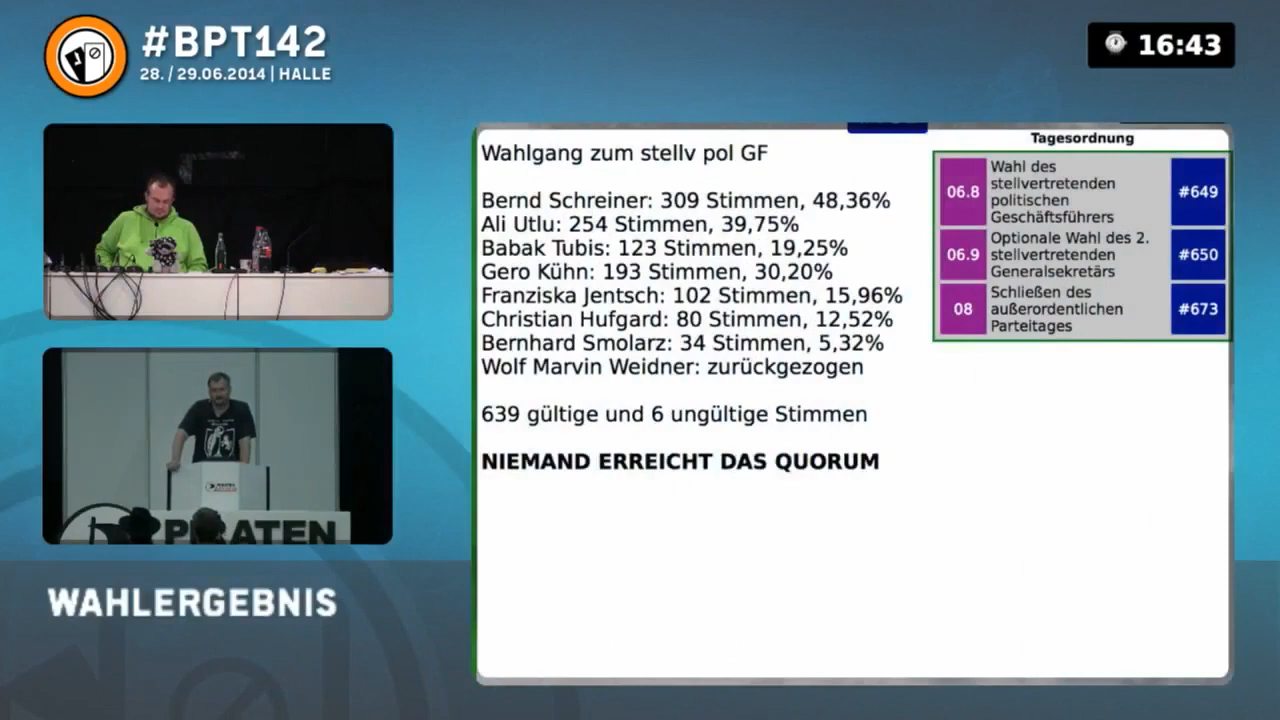 #BPT142
28. / 29.06.2014 | HALLE
16:43
Wahlgang zum stellv pol GF
Bernd Schreiner: 309 Stimmen, 48,36%
Ali Utlu: 254 Stimmen, 39,75%
Babak Tubis: 123 Stimmen, 19,25%
Gero Kühn: 193 Stimmen, 30,20%
Franziska Jentsch: 102 Stimmen, 15,96%
Christian Hufgard: 80 Stimmen, 12,52%
Bernhard Smolarz: 34 Stimmen, 5,32%
Wolf Marvin Weidner: zurückgezogen
639 gültige und 6 ungültige Stimmen
NIEMAND ERREICHT DAS QUORUM
Tagesordnung
06.8
Wahl des
stellvertretenden
politischen
Geschäftsführers
#649
06.9
Optionale Wahl des 2.
stellvertretenden
Generalsekretärs
#650
08
Schließen des
außerordentlichen
Parteitages
#673
PIRATEN
WAHLERGEBNIS